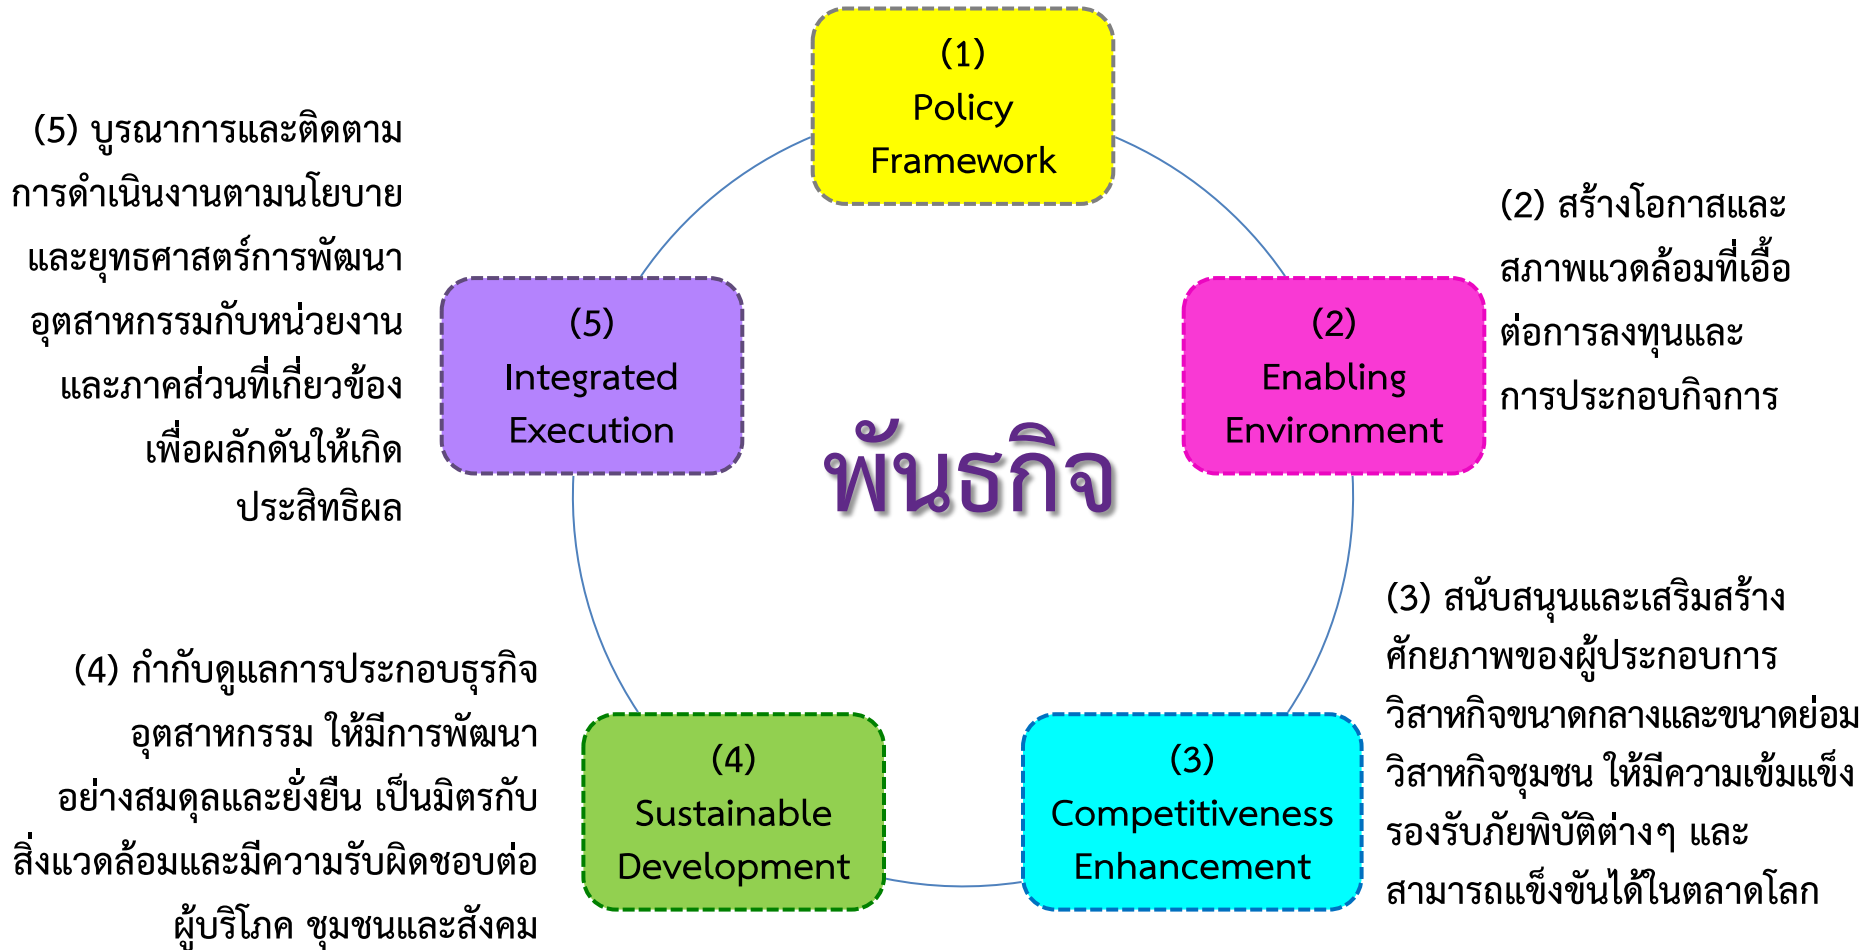 (1)
Policy
Framework
(2)
Enabling
Environment
(2) สร้างโอกาสและ
สภาพแวดล้อมที่เอื้อ
ต่อการลงทุนและ
การประกอบกิจการ
(3)
Competitiveness
Enhancement
(3) สนับสนุนและเสริมสร้าง
ศักยภาพของผู้ประกอบการ
วิสาหกิจขนาดกลางและขนาดย่อม
วิสาหกิจชุมชน ให้มีความเข้มแข็ง
รองรับภัยพิบัติต่างๆ และ
สามารถแข็งขันได้ในตลาดโลก
(4)
Sustainable
Development
(4) กำกับดูแลการประกอบธุรกิจ
อุตสาหกรรม ให้มีการพัฒนา
อย่างสมดุลและยั่งยืน เป็นมิตรกับ
สิ่งแวดล้อมและมีความรับผิดชอบต่อ
ผู้บริโภค ชุมชนและสังคม
(5)
Integrated
Execution
(5) บูรณาการและติดตาม
การดำเนินงานตามนโยบาย
และยุทธศาสตร์การพัฒนา
อุตสาหกรรมกับหน่วยงาน
และภาคส่วนที่เกี่ยวข้อง
เพื่อผลักดันให้เกิด
ประสิทธิผล
พันธกิจ